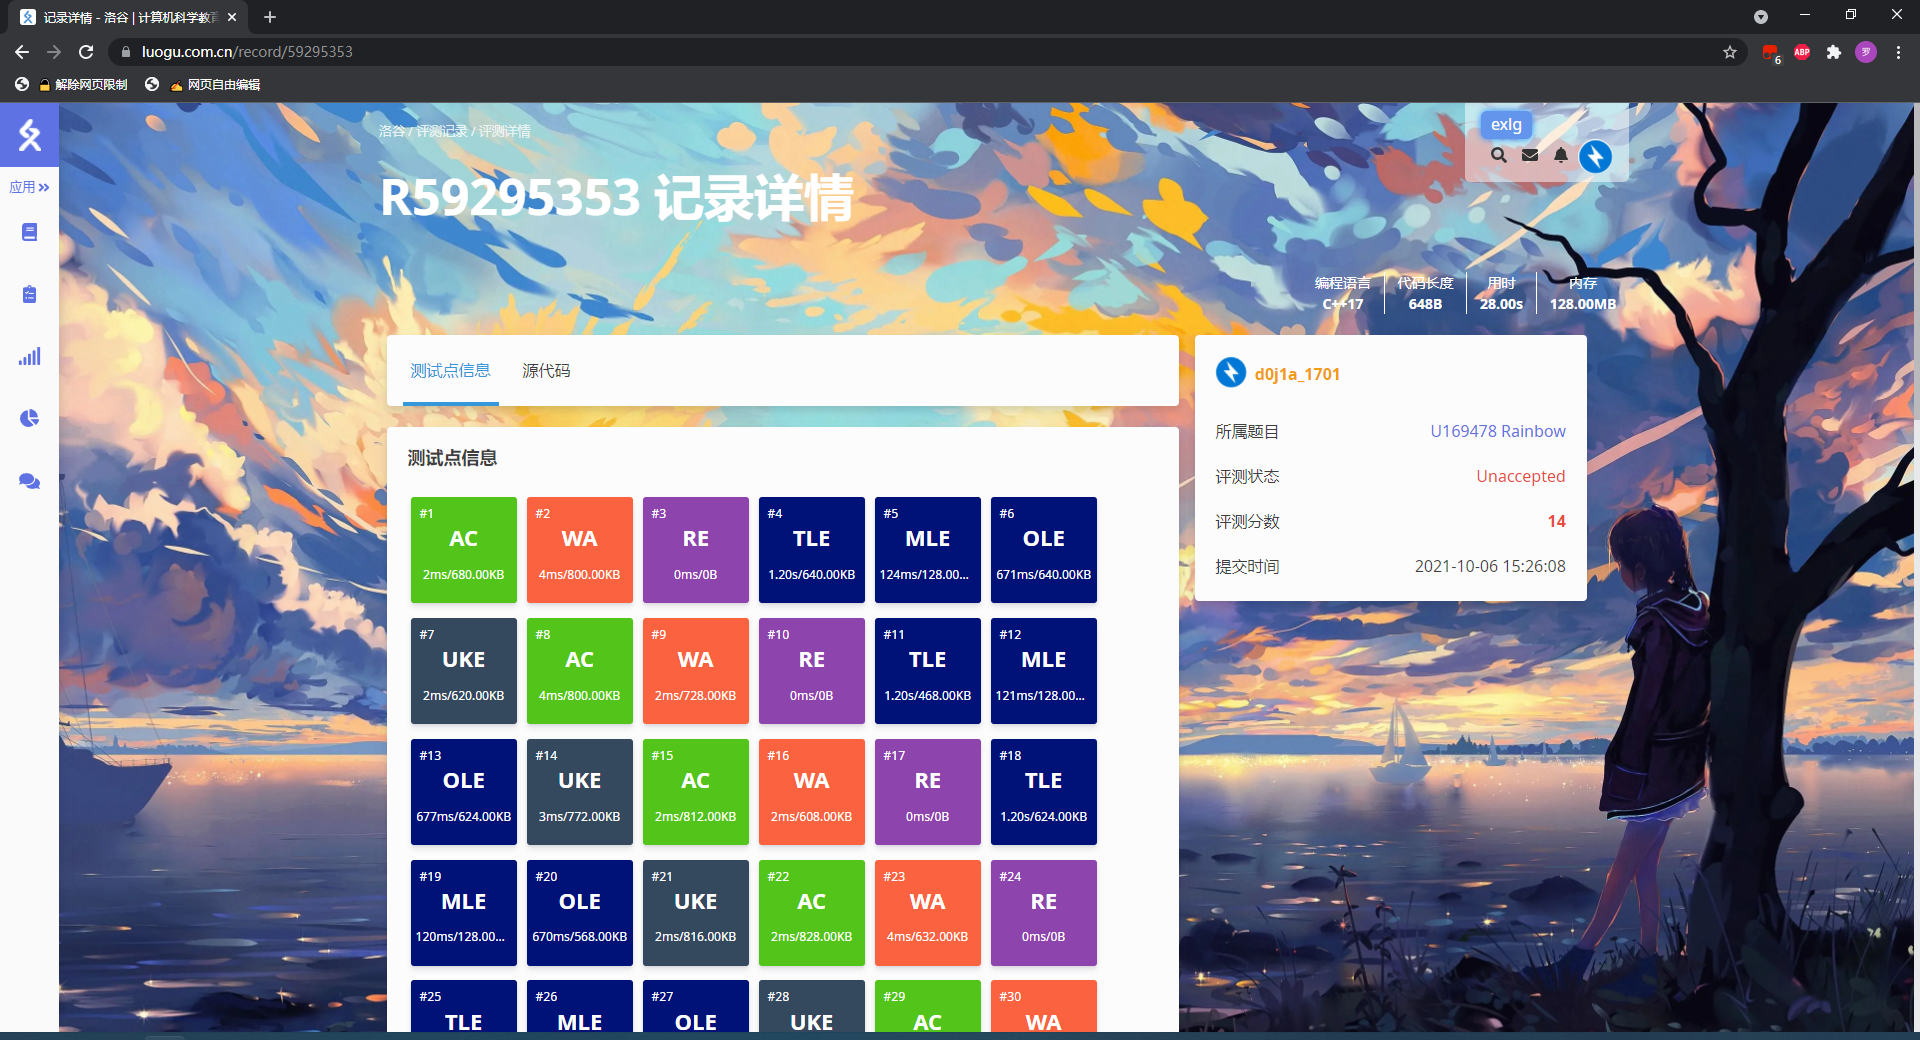 记录详情 - 洛谷 | 计算机科学教育
luogu.com.cn/record/59295353
6
ABP
罗
解除网页限制
网页自由编辑
应用
洛谷 / 评测记录 / 评测详情
exlg
R59295353 记录详情
编程语言 代码长度 用时 内存
C++17 648B 28.00s 128.00MB
测试点信息 源代码
测试点信息
#1 #2 #3 #4 #5 #6
AC WA RE TLE MLE OLE
2ms/680.00KB 4ms/800.00KB 0ms/0B 1.20s/640.00KB 124ms/128.00... 671ms/640.00KB
#7 #8 #9 #10 #11 #12
UKE AC WA RE TLE MLE
2ms/620.00KB 4ms/800.00KB 2ms/728.00KB 0ms/0B 1.20s/468.00KB 121ms/128.00...
#13 #14 #15 #16 #17 #18
OLE UKE AC WA RE TLE
677ms/624.00KB 3ms/772.00KB 2ms/812.00KB 2ms/608.00KB 0ms/0B 1.20s/624.00KB
#19 #20 #21 #22 #23 #24
MLE OLE UKE AC WA RE
120ms/128.00... 670ms/568.00KB 2ms/816.00KB 2ms/828.00KB 4ms/632.00KB 0ms/0B
#25 #26 #27 #28 #29 #30
TLE MLE OLE UKE AC WA
d0j1a_1701
所属题目 U169478 Rainbow
评测状态 Unaccepted
评测分数 14
提交时间 2021-10-06 15:26:08